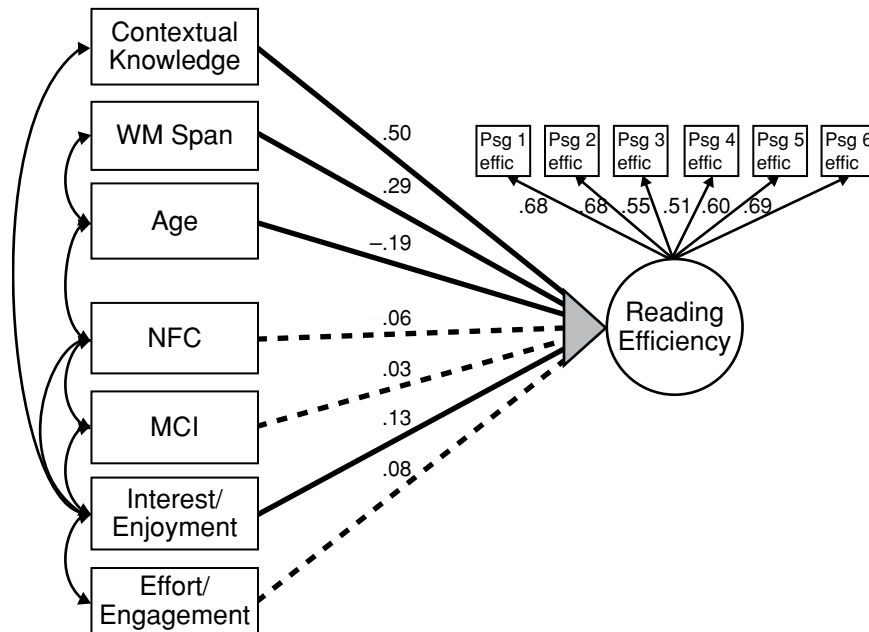 Contextual
Knowledge
WM Span
Age
NFC
MCI
Interest/
Enjoyment
Effort/
Engagement
.50
.29
–.19
.06
.03
.13
.08
Psg 1
effic
Psg 2
effic
Psg 3
effic
Psg 4
effic
Psg 5
effic
Psg 6
effic
.68
.68
.55
.51
.60
.69
Reading
Efficiency